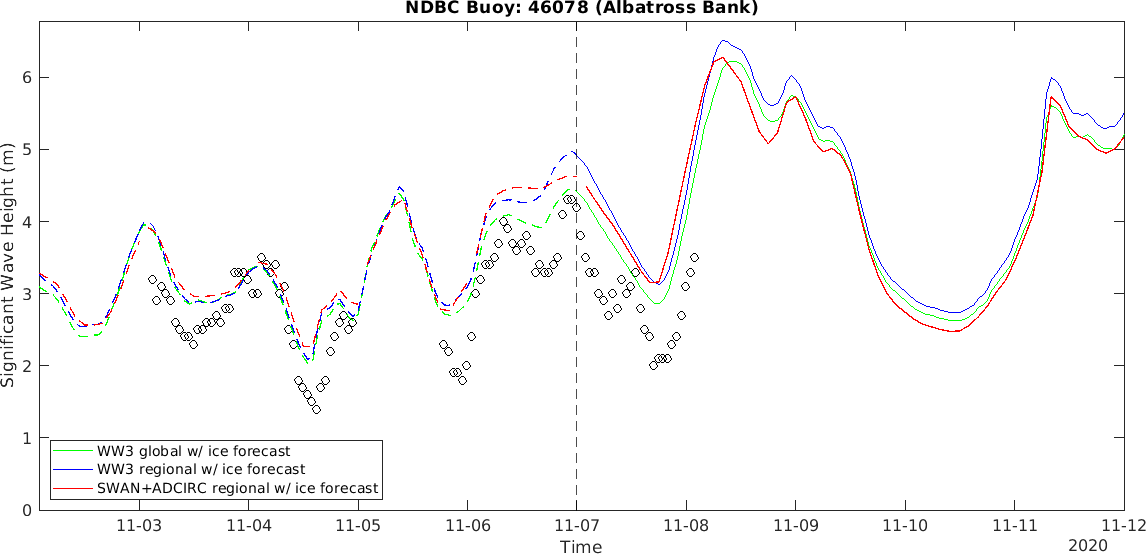 NDBC Buoy: 46078 (Albatross Bank)
Significant Wave Height (m)
6
5
4
3
2
1
0
WW3 global w/ ice forecast
WW3 regional w/ ice forecast
SWAN+ADCIRC regional w/ ice forecast
11-03 11-04 11-05 11-06 11-07 11-08 11-09 11-10 11-11 11-12
Time
2020